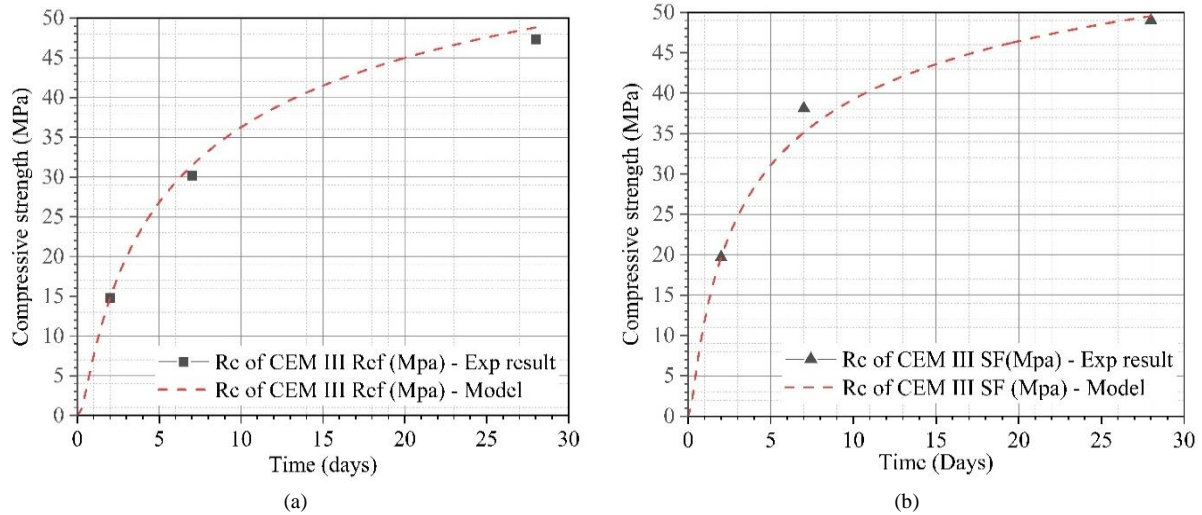 50
45
40
35
30
25
20
15
10
5
0
Compressive strength (MPa)
Rc of CEM III Ref (Mpa) - Exp result
Rc of CEM III Ref (Mpa) - Model
0 5 10 15 20 25 30
Time (days)
(a)
50
45
40
35
30
25
20
15
10
5
0
Compressive strength (MPa)
Rc of CEM III SF(Mpa) - Exp result
Rc of CEM III SF (Mpa) - Model
0 5 10 15 20 25 30
Time (Days)
(b)